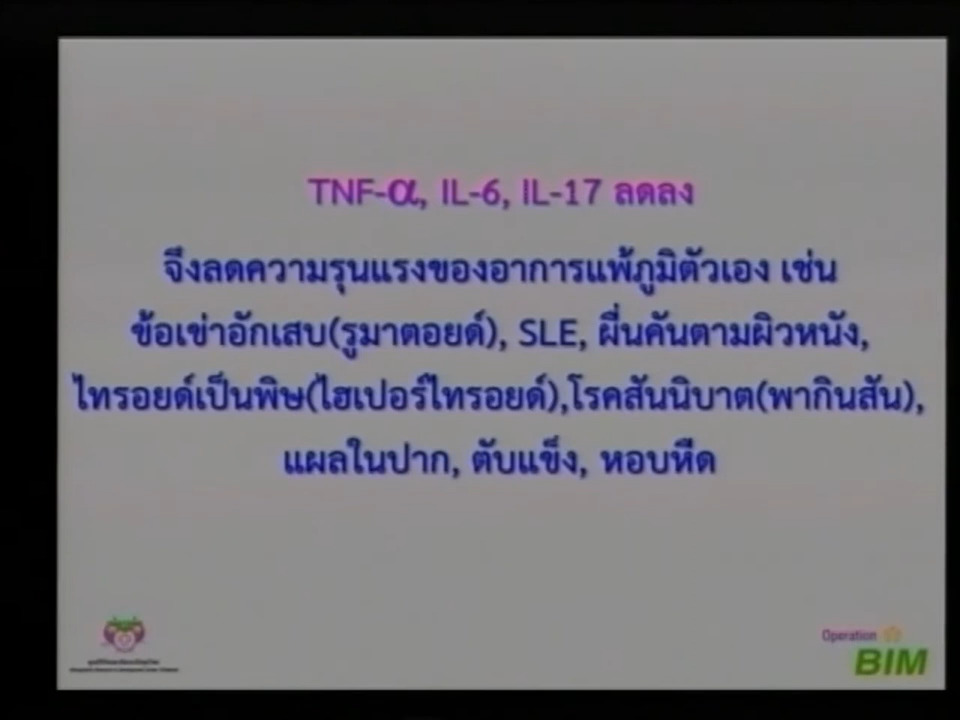 TNF-α, IL-6, IL-17 ลดลง
จึงลดความรุนแรงของอาการแพ้ภูมิตัวเอง เช่น
ข้อเข่าอักเสบ(รูมาตอยด์), SLE, ผื่นคันตามผิวหนัง,
ไทรอยด์เป็นพิษ(ไฮเปอร์ไทรอยด์),โรคสันนิบาต(พากินสัน),
แผลในปาก, ตับแข็ง, หอบหืด
Operation
BIM